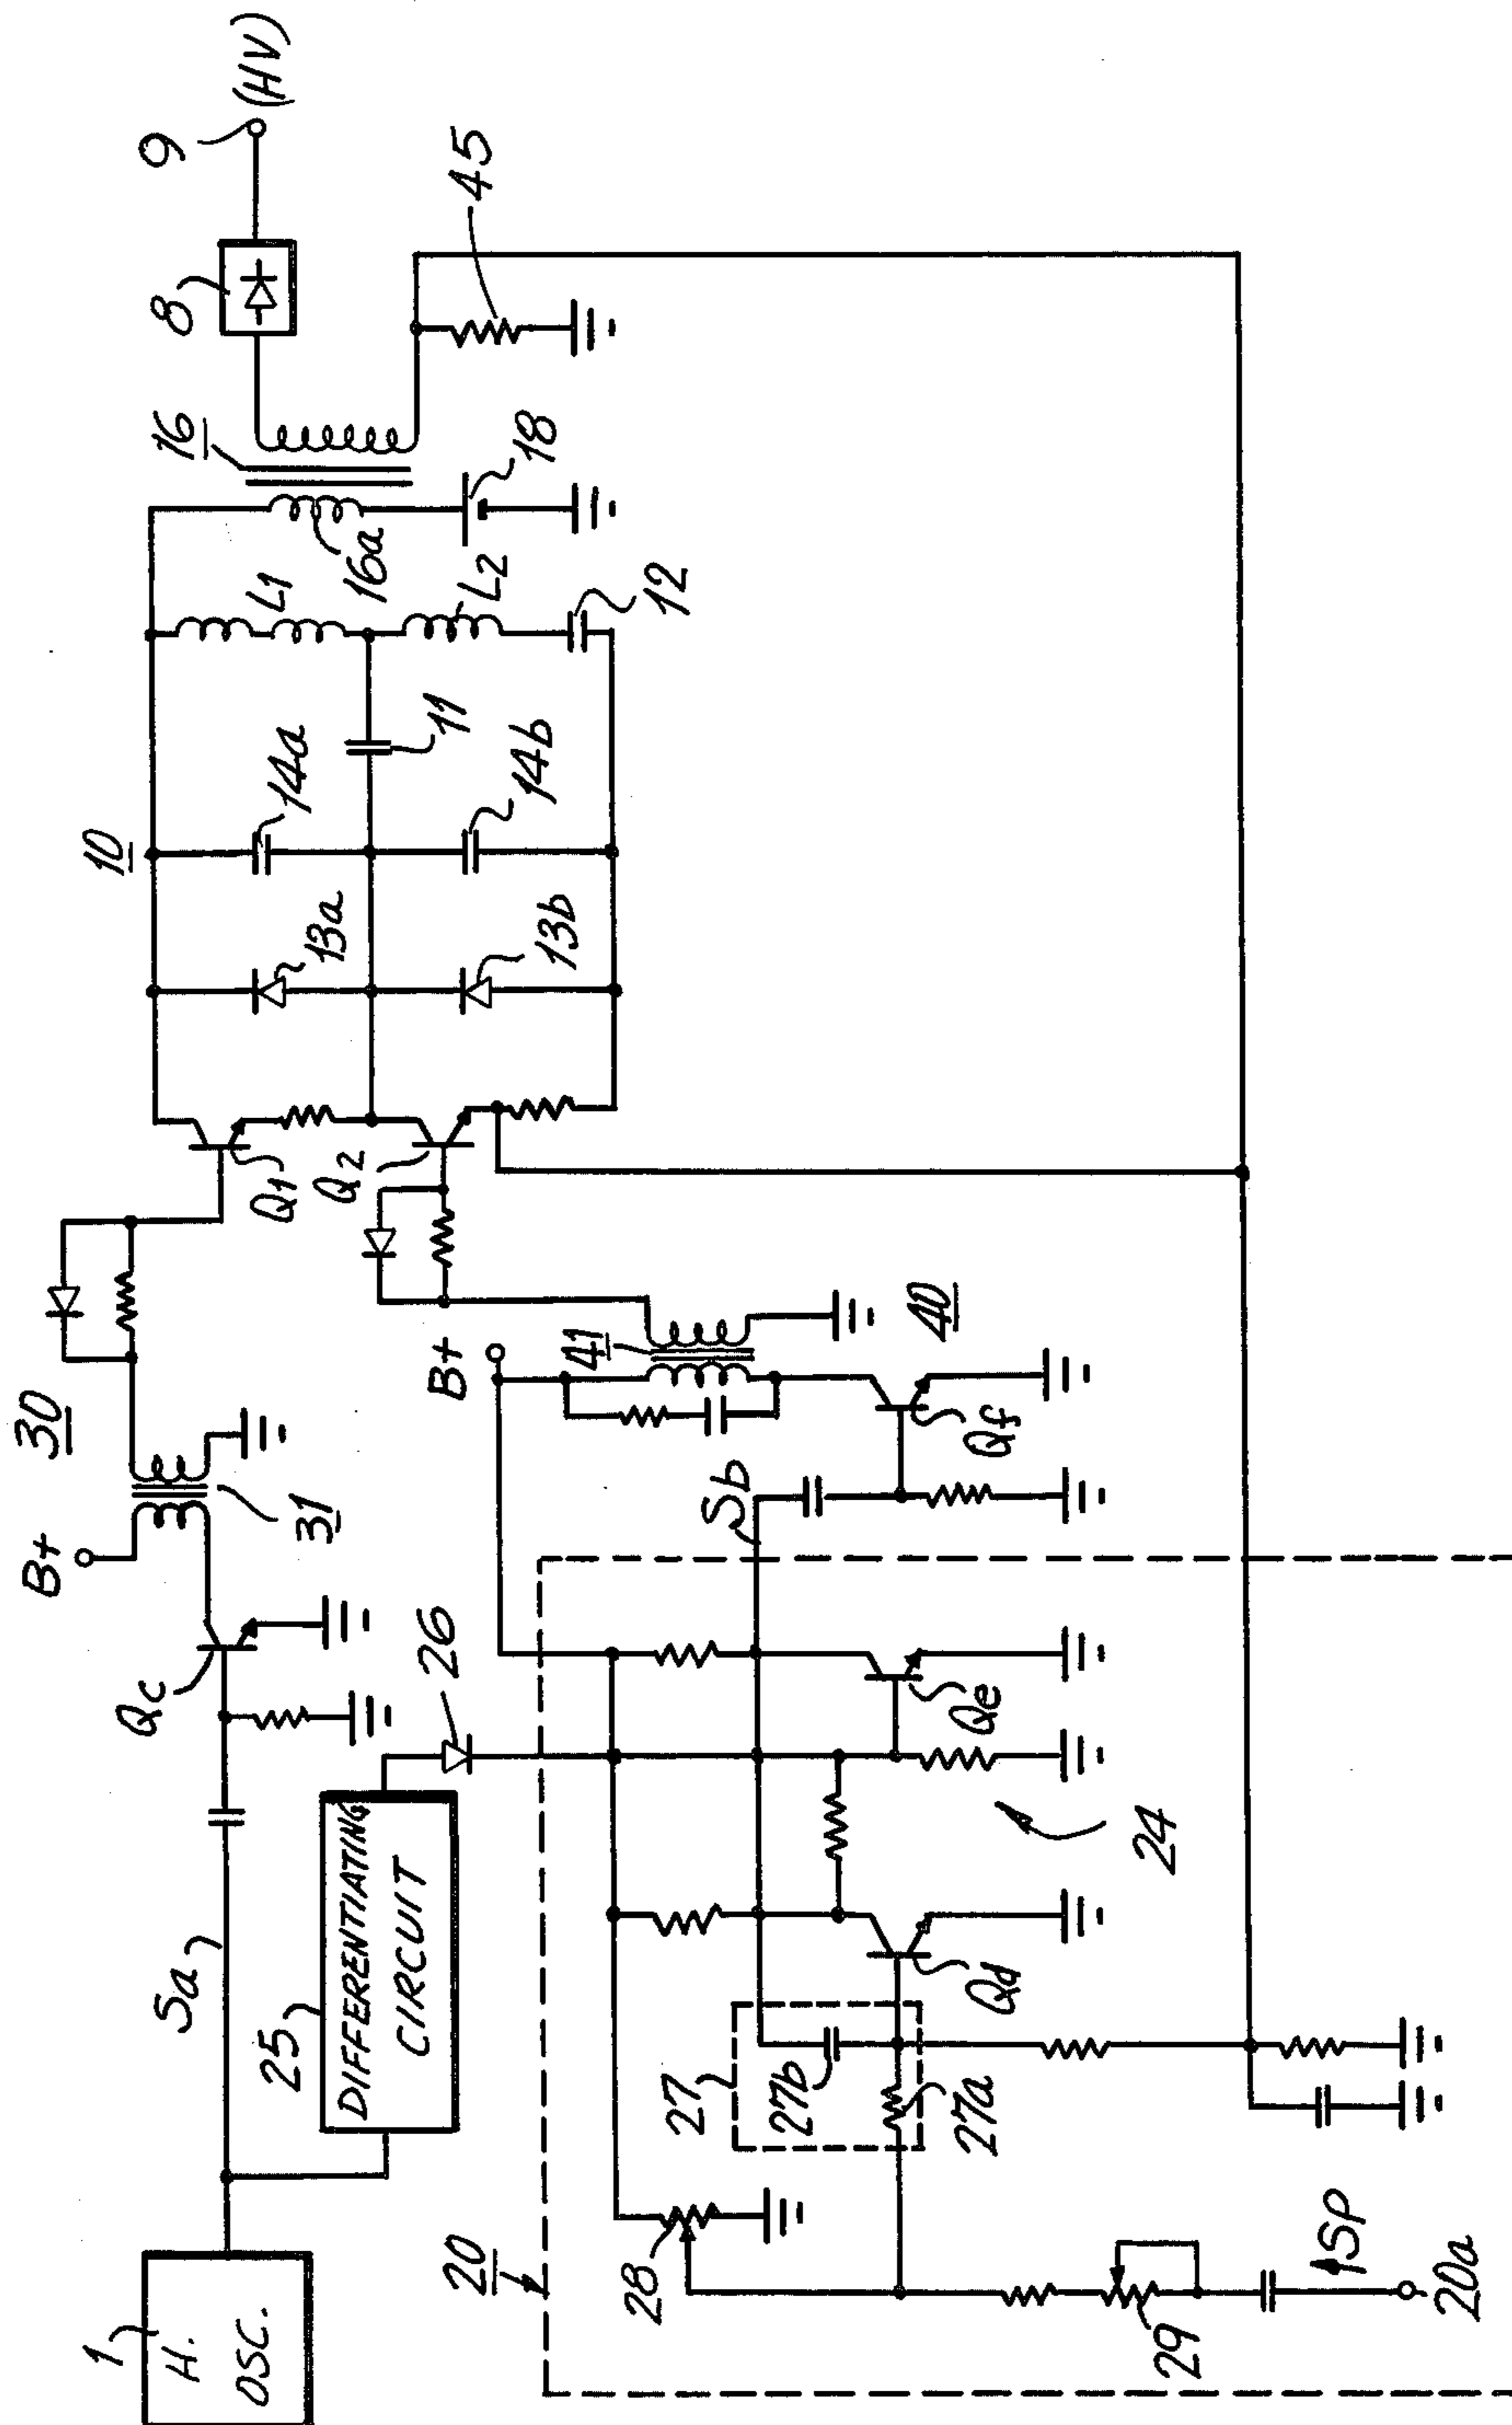 1
H.
OSC.
Sa
25
DIFFERENTIATING
CIRCUIT
Qc
B+
31
30
26
20
28
29
SP
20a
27
27b
27a
Qd
24
Qe
Sb
Qf
40
41
B+
Q1
Q2
10
13a
13b
14a
14b
11
12
L1
L2
16a
16
18
8
9
(HV)
45